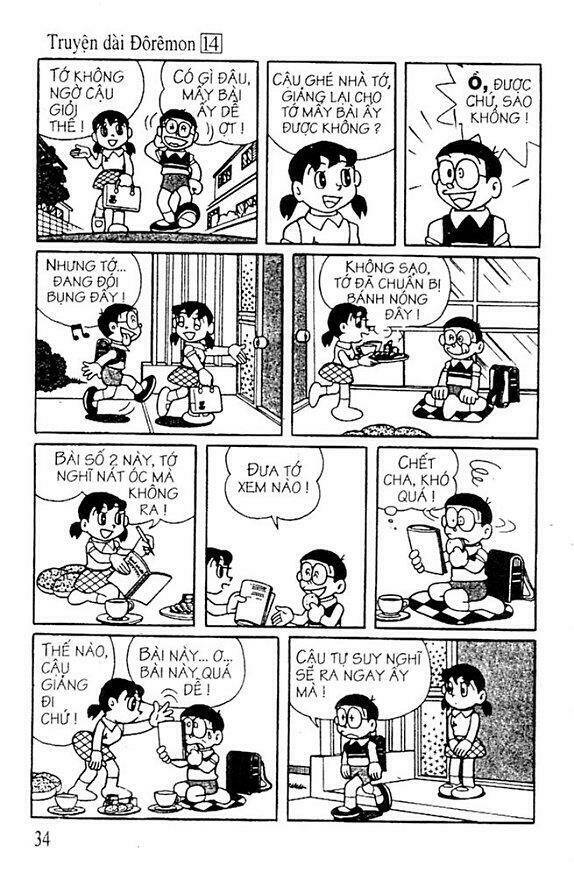 Truyện dài Đôrêmon 14
TỚ KHÔNG
NGỜ CẬU
GIỎI
THẾ !
CÓ GÌ ĐÂU,
MẤY BÀI
ẤY DỄ
ỢT !
CẬU GHÉ NHÀ TỚ,
GIẢNG LẠI CHO
TỚ MẤY BÀI ẤY
ĐƯỢC KHÔNG ?
Ồ, ĐƯỢC
CHỨ, SAO
KHÔNG !
NHƯNG TỚ...
ĐANG ĐÓI
BỤNG ĐÂY !
KHÔNG SAO,
TỚ ĐÃ CHUẨN BỊ
BÁNH NÓNG
ĐÂY !
BÀI SỐ 2 NÀY, TỚ
NGHĨ NÁT ÓC MÀ
KHÔNG
RA !
ĐƯA TỚ
XEM NÀO !
CHẾT
CHA, KHÓ
QUÁ !
THẾ NÀO,
CẬU
GIẢNG
ĐI
CHỨ !
BÀI NÀY... Ơ...
BÀI NÀY QUÁ
DỄ !
CẬU TỰ SUY NGHĨ
SẼ RA NGAY ẤY
MÀ !
34